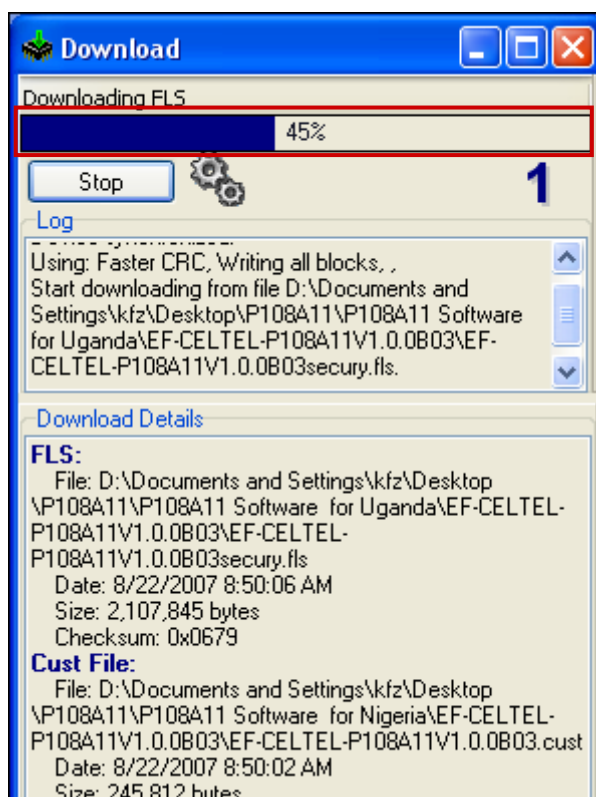 Download
Downloading FLS
45%
Stop
1
Log
Using: Faster CRC, Writing all blocks, ,
Start downloading from file D:\Documents and
Settings\kfz\Desktop\P108A11\P108A11 Software
for Uganda\EF-CELTEL-P108A11V1.0.0B03\EF-
CELTEL-P108A11V1.0.0B03secury.fls.
Download Details
FLS:
File: D:\Documents and Settings\kfz\Desktop
\P108A11\P108A11 Software  for Uganda\EF-CELTEL-
P108A11V1.0.0B03\EF-CELTEL-
P108A11V1.0.0B03secury.fls
Date: 8/22/2007 8:50:06 AM
Size: 2,107,845 bytes
Checksum: 0x0679
Cust File:
File: D:\Documents and Settings\kfz\Desktop
\P108A11\P108A11 Software  for Nigeria\EF-CELTEL-
P108A11V1.0.0B03\EF-CELTEL-P108A11V1.0.0B03.cust
Date: 8/22/2007 8:50:02 AM
Size: 245,812 bytes